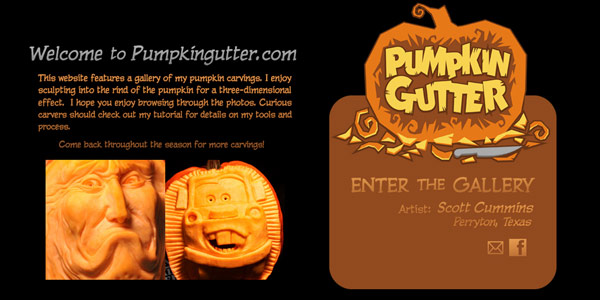 Welcome to Pumpkingutter.com
This website features a gallery of my pumpkin carvings. I enjoy
sculpting into the rind of the pumpkin for a three-dimensional
effect. I hope you enjoy browsing through the photos. Curious
carvers should check out my tutorial for details on my tools and
process.
Come back throughout the season for more carvings!
PUMPKIN
GUTTER
ENTER THE GALLERY
Artist: Scott Cummins
Perryton, Texas
f